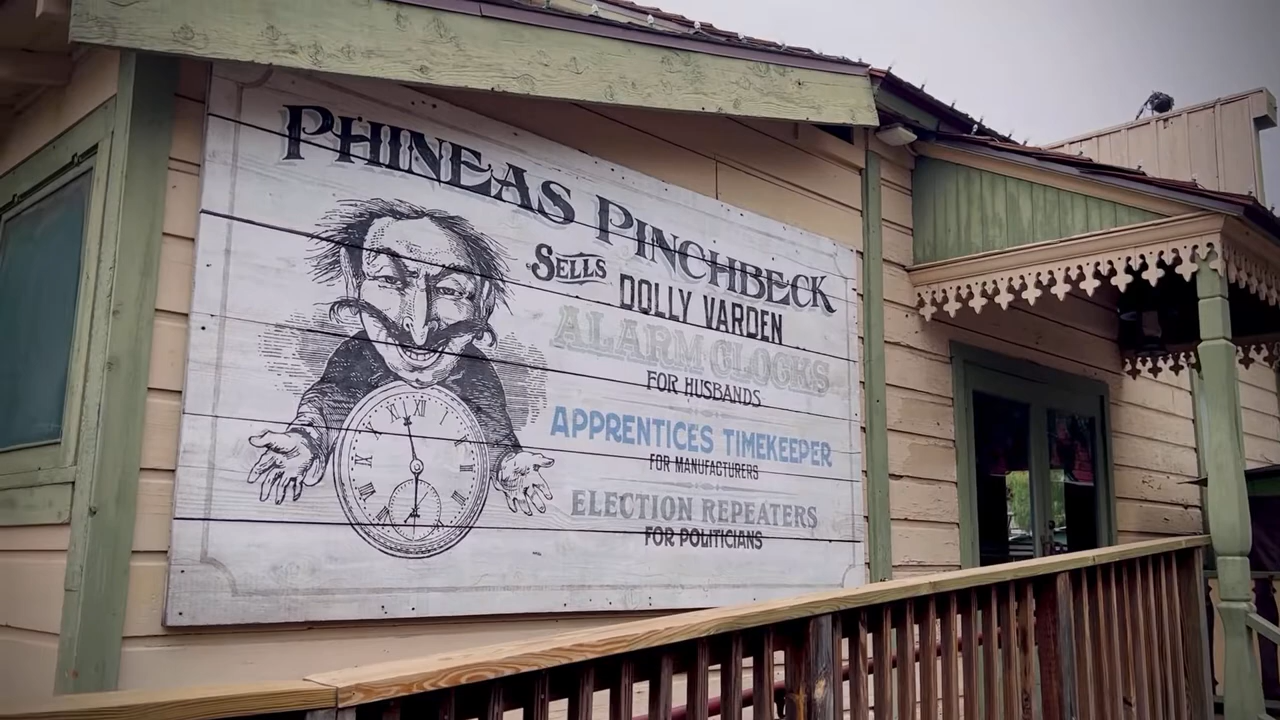 PHINEAS PINCHBECK
SELLS
DOLLY VARDEN
ALARM CLOCKS
FOR HUSBANDS
APPRENTICES TIMEKEEPER
FOR MANUFACTURERS
ELECTION REPEATERS
FOR POLITICIANS